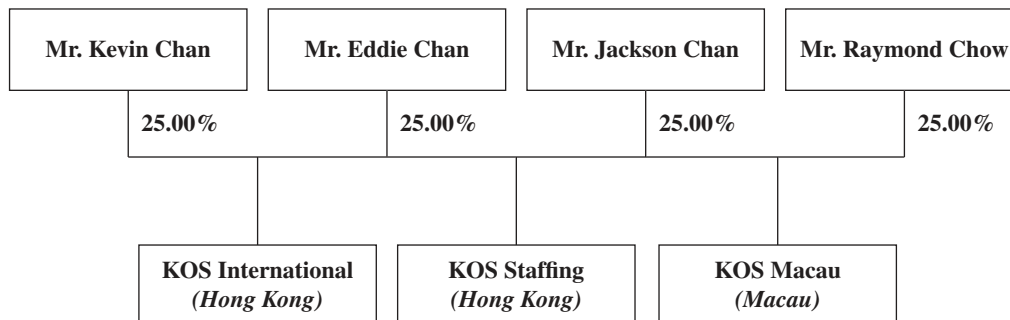 Mr. Kevin Chan
Mr. Eddie Chan
Mr. Jackson Chan
Mr. Raymond Chow
25.00%
25.00%
25.00%
25.00%
KOS International
(Hong Kong)
KOS Staffing
(Hong Kong)
KOS Macau
(Macau)